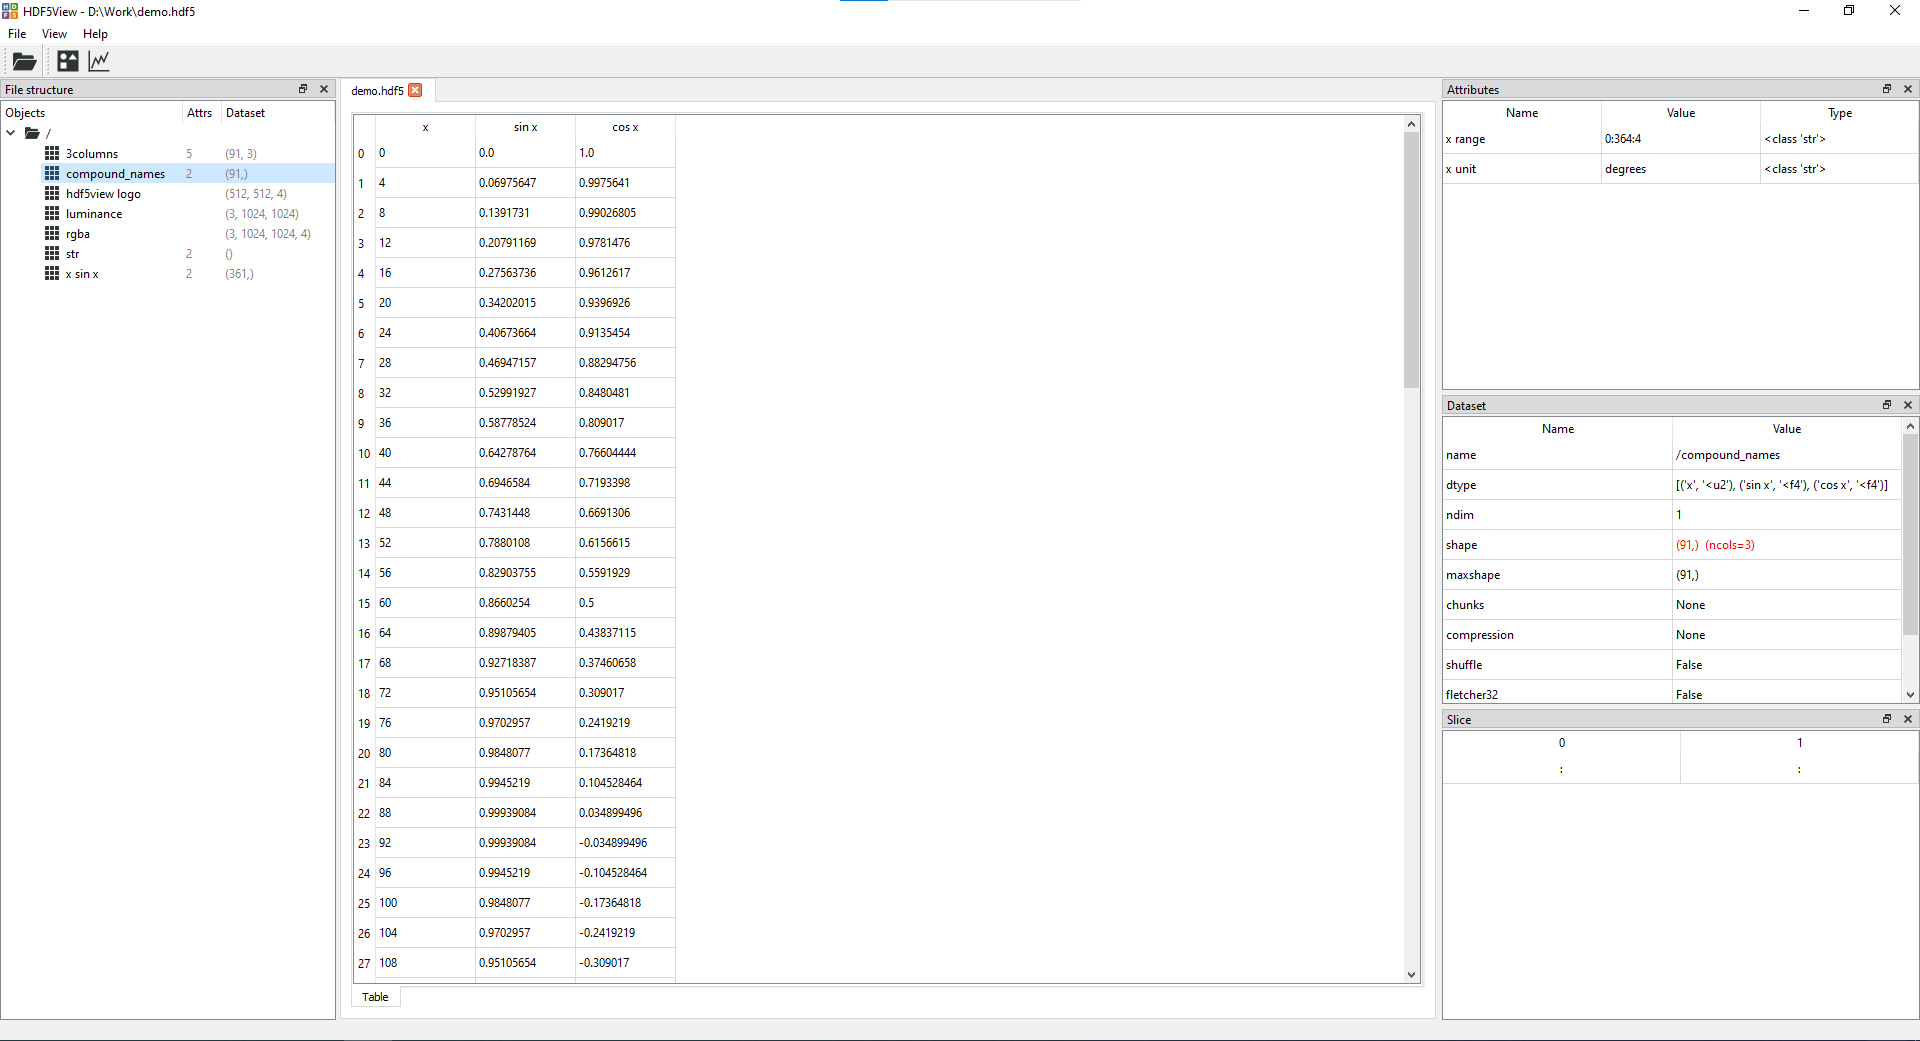 HDF5View - D:\Work\demo.hdf5
File View Help
File structure
Objects Attrs Dataset
/
3columns 5 (91, 3)
compound_names 2 (91,)
hdf5view logo (512, 512, 4)
luminance (3, 1024, 1024)
rgba (3, 1024, 1024, 4)
str 2 ()
x sin x 2 (361,)
demo.hdf5
x sin x cos x
0 0 0.0 1.0
1 4 0.06975647 0.9975641
2 8 0.1391731 0.99026805
3 12 0.20791169 0.9781476
4 16 0.27563736 0.9612617
5 20 0.34202015 0.9396926
6 24 0.40673664 0.9135454
7 28 0.46947157 0.88294756
8 32 0.52991927 0.8480481
9 36 0.58778524 0.809017
10 40 0.64278764 0.76604444
11 44 0.6946584 0.7193398
12 48 0.7431448 0.6691306
13 52 0.7880108 0.6156615
14 56 0.82903755 0.5591929
15 60 0.8660254 0.5
16 64 0.89879405 0.43837115
17 68 0.92718387 0.37460658
18 72 0.95105654 0.309017
19 76 0.9702957 0.2419219
20 80 0.9848077 0.17364818
21 84 0.9945219 0.104528464
22 88 0.99939084 0.034899496
23 92 0.99939084 -0.034899496
24 96 0.9945219 -0.104528464
25 100 0.9848077 -0.17364818
26 104 0.9702957 -0.2419219
27 108 0.95105654 -0.309017
Table
Attributes
Name Value Type
x range 0:364:4 <class 'str'>
x unit degrees <class 'str'>
Dataset
Name Value
name /compound_names
dtype [('x', '<u2'), ('sin x', '<f4'), ('cos x', '<f4')]
ndim 1
shape (91,) (ncols=3)
maxshape (91,)
chunks None
compression None
shuffle False
fletcher32 False
Slice
0 1
: :